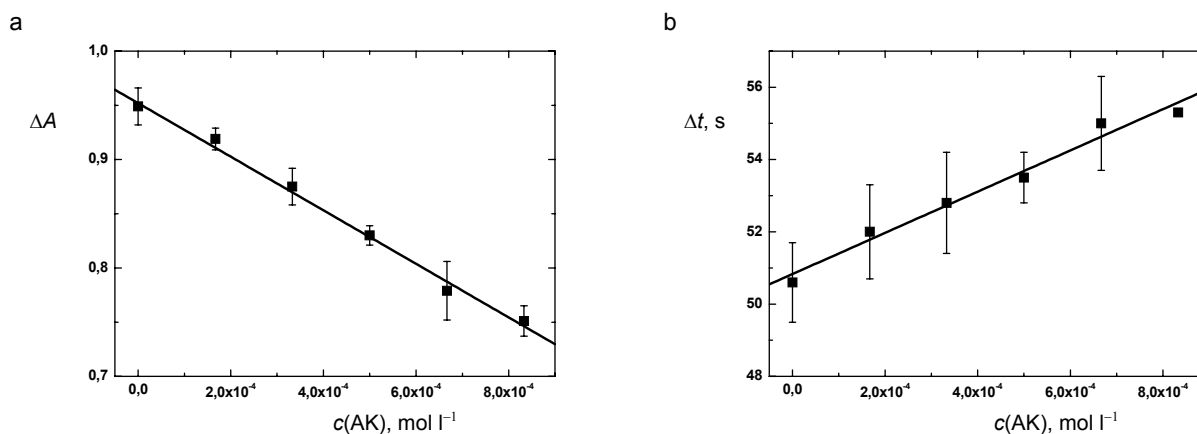 a
1,0
0,9
0,8
0,7
ΔA
0,0 2,0x10⁻⁴ 4,0x10⁻⁴ 6,0x10⁻⁴ 8,0x10⁻⁴
c(AK), mol l⁻¹
b
56
54
52
50
48
Δt, s
0,0 2,0x10⁻⁴ 4,0x10⁻⁴ 6,0x10⁻⁴ 8,0x10⁻⁴
c(AK), mol l⁻¹